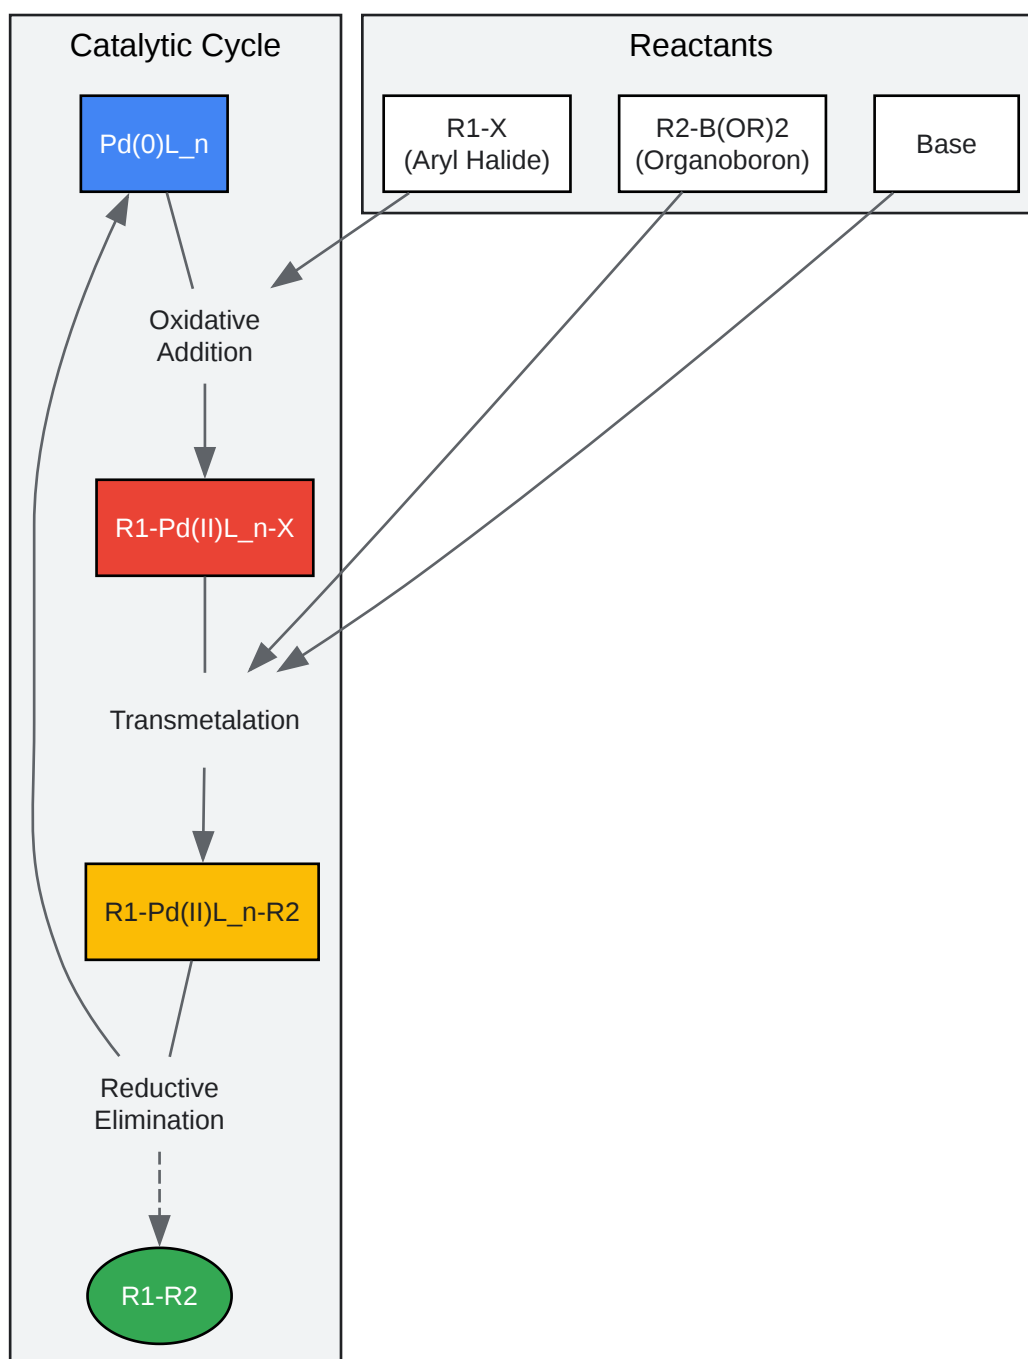 Catalytic Cycle
Reactants
Pd(0)L_n
R1-X
(Aryl Halide)
R2-B(OR)2
(Organoboron)
Base
Oxidative
Addition
R1-Pd(II)L_n-X
Transmetalation
R1-Pd(II)L_n-R2
Reductive
Elimination
R1-R2